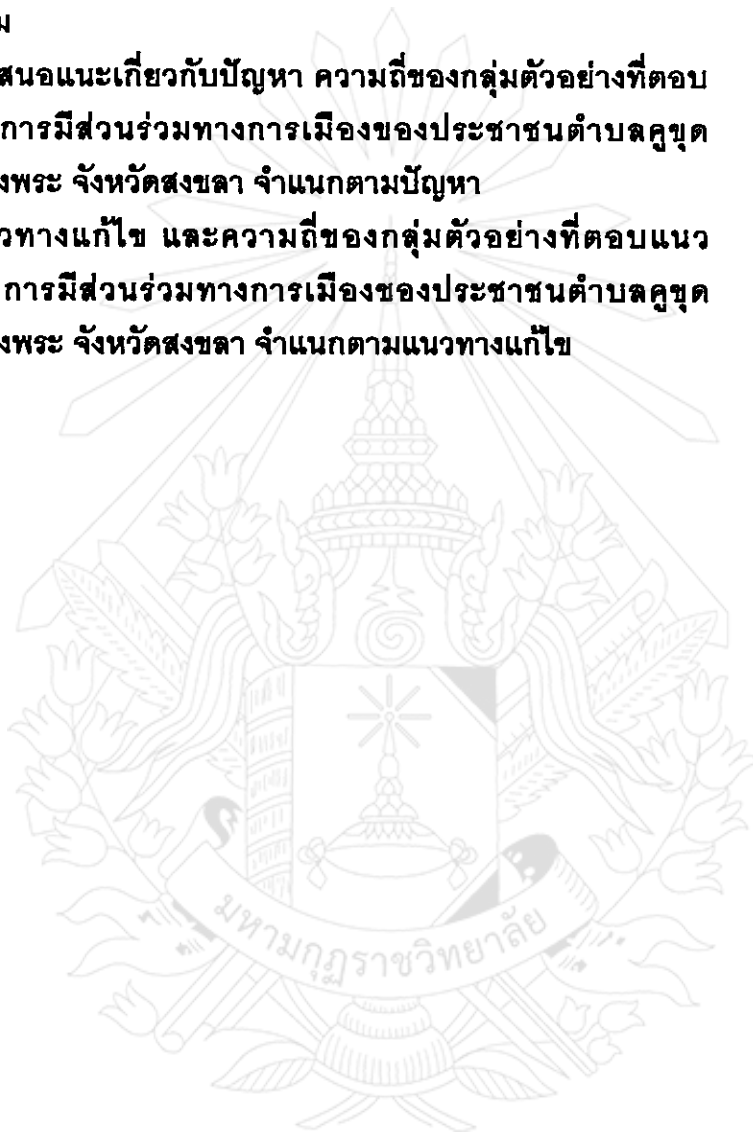 ม
สนอแนะเกี่ยวกับปัญหา ความถี่ของกลุ่มตัวอย่างที่ตอบ
การมีส่วนร่วมทางการเมืองของประชาชนตำบลคูขุด
งพระ จังหวัดสงขลา จำแนกตามปัญหา
วทางแก้ไข และความถี่ของกลุ่มตัวอย่างที่ตอบแนว
การมีส่วนร่วมทางการเมืองของประชาชนตำบลคูขุด
งพระ จังหวัดสงขลา จำแนกตามแนวทางแก้ไข
มหามกุฏราชวิทยาลัย